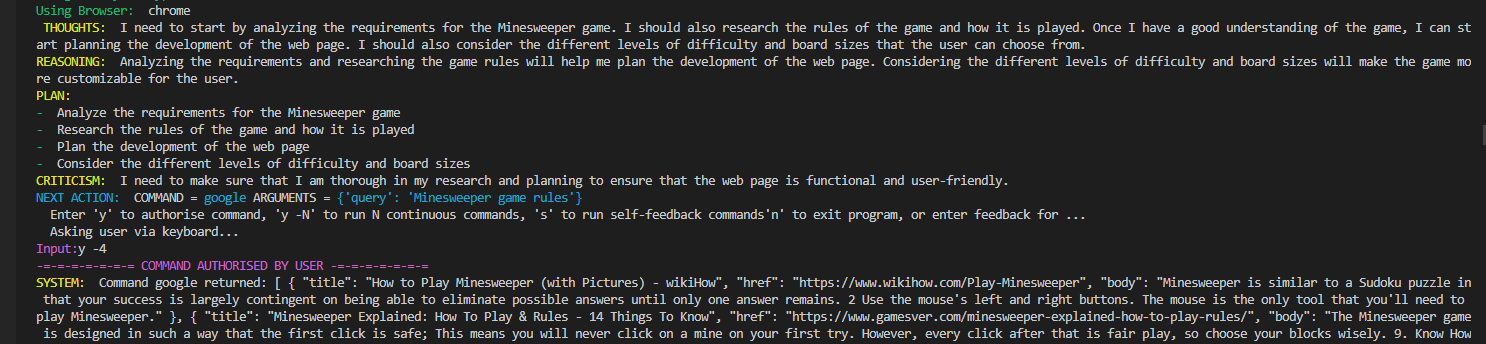 Using Browser:  chrome
THOUGHTS:  I need to start by analyzing the requirements for the Minesweeper game. I should also research the rules of the game and how it is played. Once I have a good understanding of the game, I can st
art planning the development of the web page. I should also consider the different levels of difficulty and board sizes that the user can choose from.
REASONING:  Analyzing the requirements and researching the game rules will help me plan the development of the web page. Considering the different levels of difficulty and board sizes will make the game mo
re customizable for the user.
PLAN:
-  Analyze the requirements for the Minesweeper game
-  Research the rules of the game and how it is played
-  Plan the development of the web page
-  Consider the different levels of difficulty and board sizes
CRITICISM:  I need to make sure that I am thorough in my research and planning to ensure that the web page is functional and user-friendly.
NEXT ACTION:  COMMAND = google ARGUMENTS = {'query': 'Minesweeper game rules'}
Enter 'y' to authorise command, 'y -N' to run N continuous commands, 's' to run self-feedback commands'n' to exit program, or enter feedback for ...
Asking user via keyboard...
Input:y -4
-=-=-=-=-=-=-= COMMAND AUTHORISED BY USER -=-=-=-=-=-=-=
SYSTEM:  Command google returned: [ { "title": "How to Play Minesweeper (with Pictures) - wikiHow", "href": "https://www.wikihow.com/Play-Minesweeper", "body": "Minesweeper is similar to a Sudoku puzzle in
that your success is largely contingent on being able to eliminate possible answers until only one answer remains. 2 Use the mouse's left and right buttons. The mouse is the only tool that you'll need to
play Minesweeper." }, { "title": "Minesweeper Explained: How To Play & Rules - 14 Things To Know", "href": "https://www.gamesver.com/minesweeper-explained-how-to-play-rules/", "body": "The Minesweeper game
is designed in such a way that the first click is safe; This means you will never click on a mine on your first try. However, every click after that is fair play, so choose your blocks wisely. 9. Know How